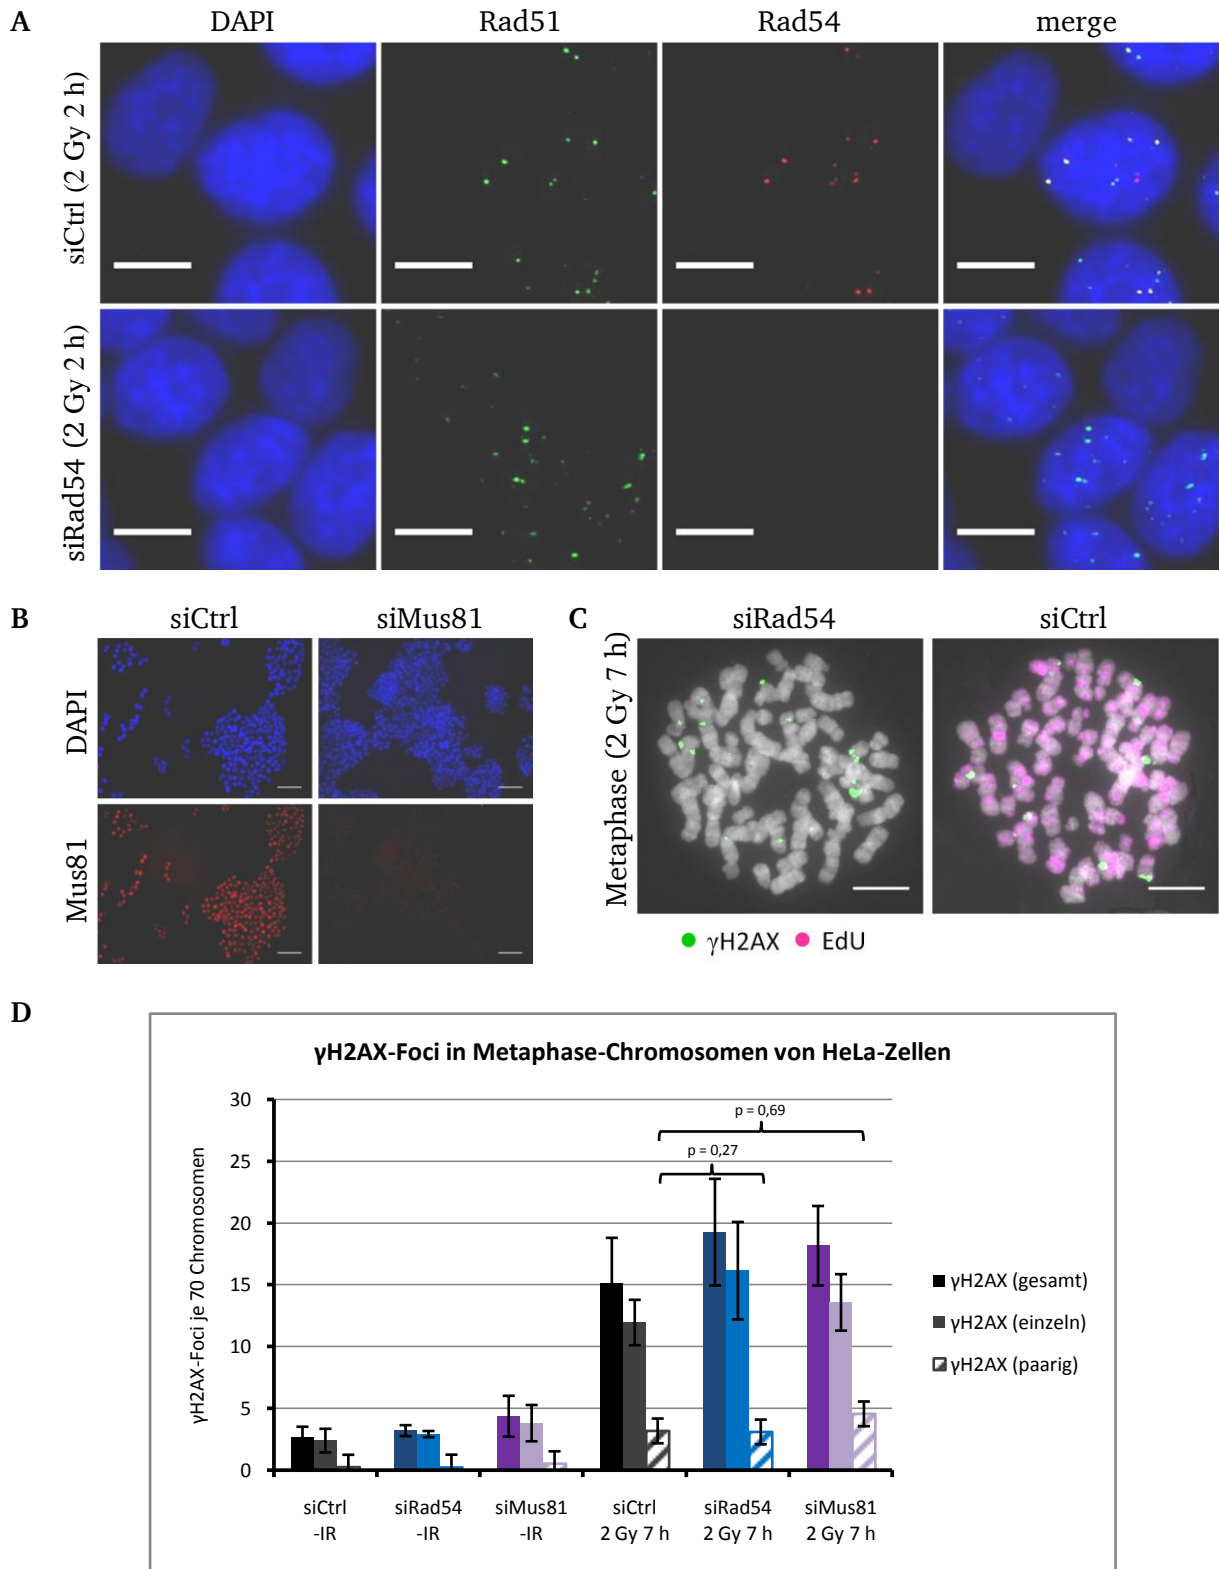 A
DAPI
Rad51
Rad54
merge
siCtrl (2 Gy 2 h)
siRad54 (2 Gy 2 h)
B
siCtrl
siMus81
DAPI
Mus81
C
siRad54
siCtrl
Metaphase (2 Gy 7 h)
γH2AX
EdU
D
γH2AX-Foci in Metaphase-Chromosomen von HeLa-Zellen
γH2AX-Foci je 70 Chromosomen
30
25
20
15
10
5
0
p = 0,69
p = 0,27
siCtrl
-IR
siRad54
-IR
siMus81
-IR
siCtrl
2 Gy 7 h
siRad54
2 Gy 7 h
siMus81
2 Gy 7 h
γH2AX (gesamt)
γH2AX (einzeln)
γH2AX (paarig)